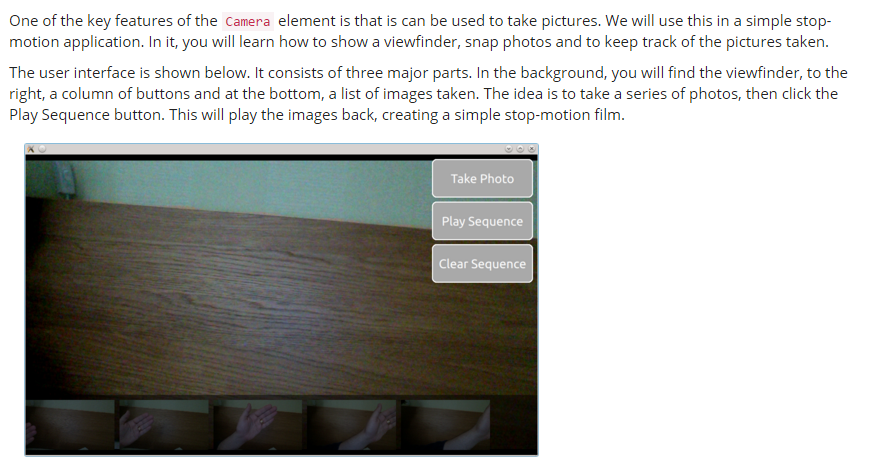 One of the key features of the Camera element is that is can be used to take pictures. We will use this in a simple stop-
motion application. In it, you will learn how to show a viewfinder, snap photos and to keep track of the pictures taken.
The user interface is shown below. It consists of three major parts. In the background, you will find the viewfinder, to the
right, a column of buttons and at the bottom, a list of images taken. The idea is to take a series of photos, then click the
Play Sequence button. This will play the images back, creating a simple stop-motion film.
Take Photo
Play Sequence
Clear Sequence